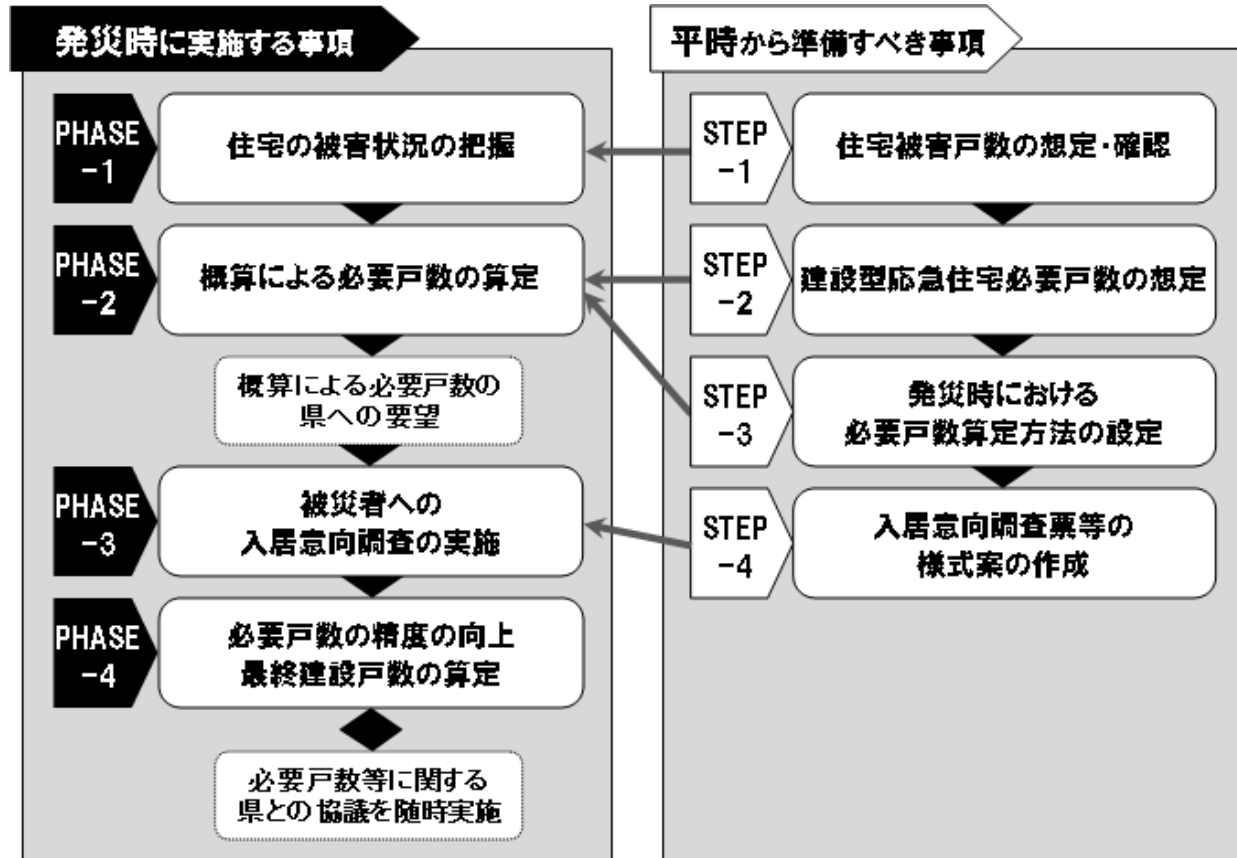 発災時に実施する事項
PHASE
-1
住宅の被害状況の把握
PHASE
-2
概算による必要戸数の算定
概算による必要戸数の
県への要望
PHASE
-3
被災者への
入居意向調査の実施
PHASE
-4
必要戸数の精度の向上
最終建設戸数の算定
必要戸数等に関する
県との協議を随時実施
平時から準備すべき事項
STEP
-1
住宅被害戸数の想定・確認
STEP
-2
建設型応急住宅必要戸数の想定
STEP
-3
発災時における
必要戸数算定方法の設定
STEP
-4
入居意向調査票等の
様式案の作成